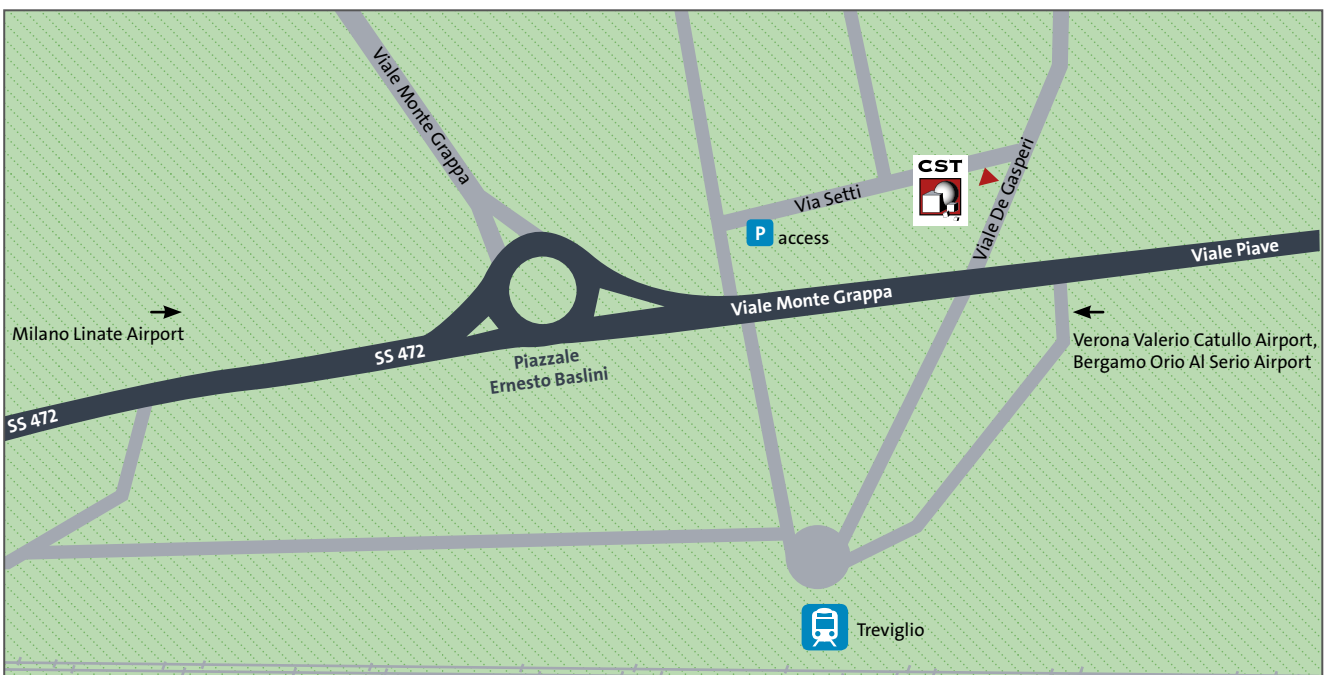 Viale Monte Grappa
CST
Via Setti
Viale De Gasperi
P access
Viale Piave
Viale Monte Grappa
Milano Linate Airport
SS 472
Piazzale
Ernesto Baslini
Verona Valerio Catullo Airport,
Bergamo Orio Al Serio Airport
SS 472
Treviglio